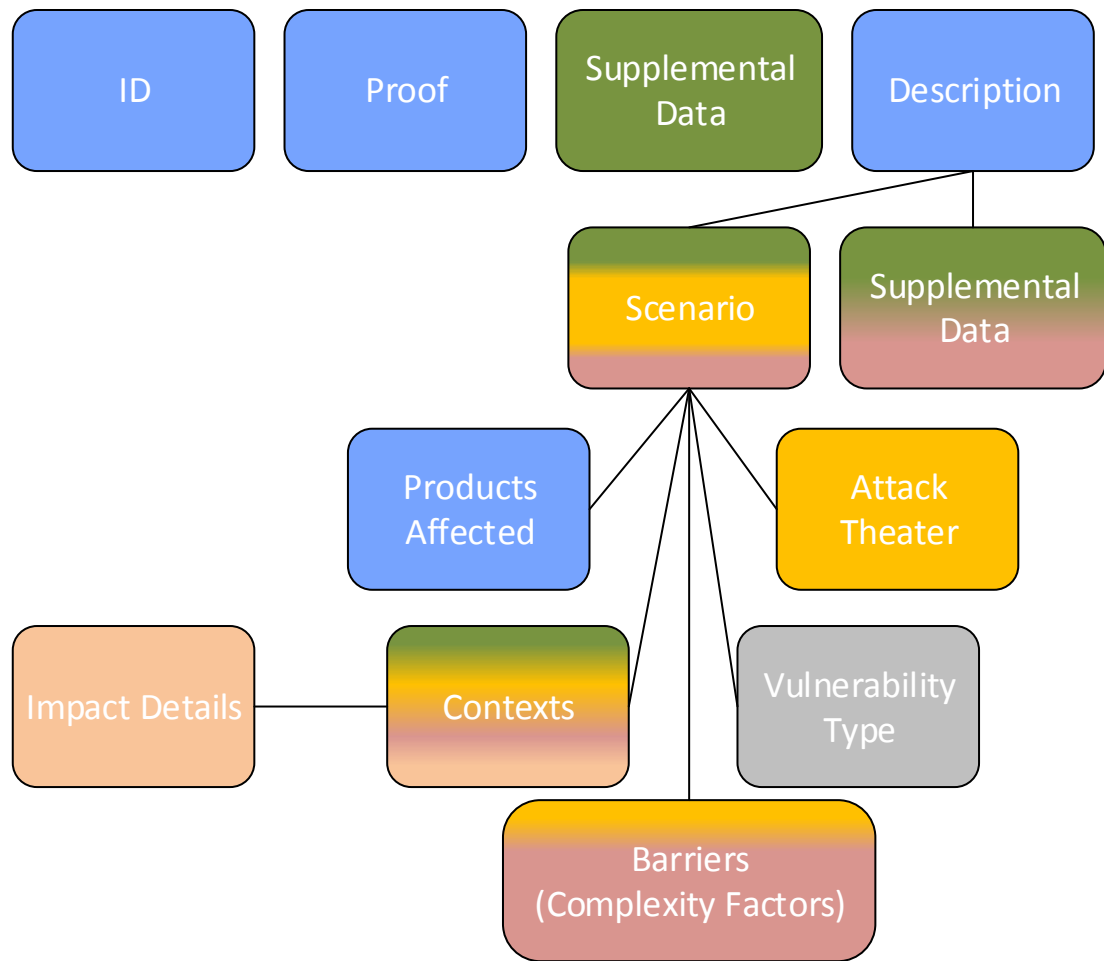 ID
Proof
Supplemental
Data
Description
Scenario
Supplemental
Data
Products
Affected
Attack
Theater
Impact Details
Contexts
Vulnerability
Type
Barriers
(Complexity Factors)